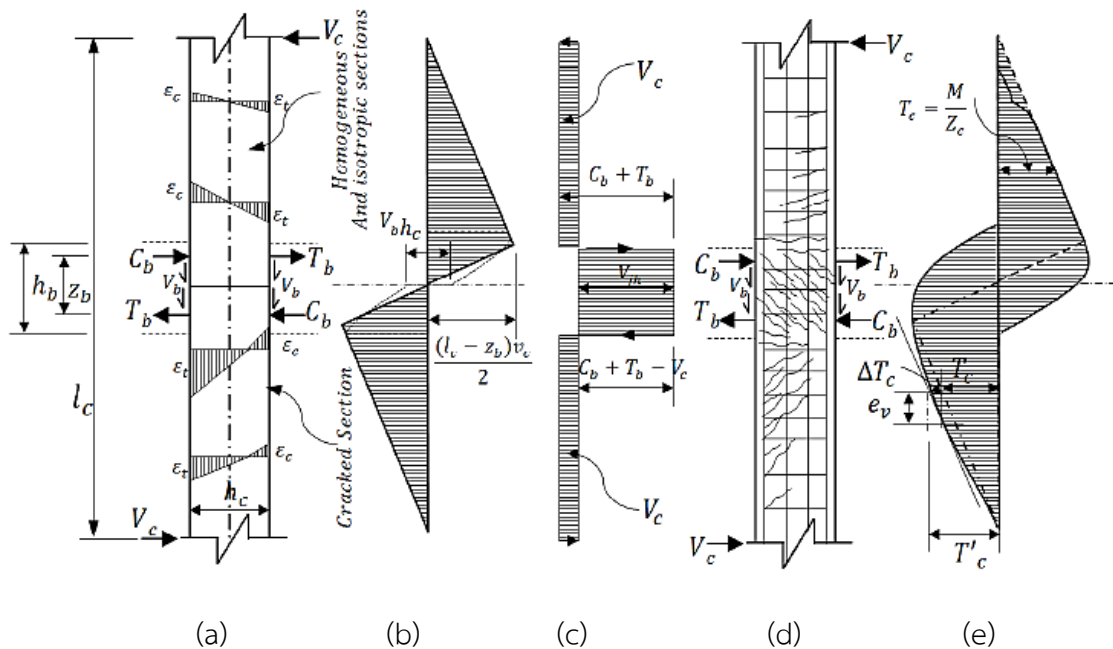 V_c
ε_c
ε_t
ε_c
ε_t
C_b
T_b
V_b
V_b
T_b
C_b
h_b
z_b
l_c
ε_t
ε_c
ε_t
ε_c
h_c
V_c
Homogeneous
And isotropic sections
Cracked Section
V_b h_c
(l_c − z_b)v_c
2
V_c
C_b + T_b
V_jh
C_b + T_b − V_c
V_c
V_c
C_b
T_b
V_b
V_b
T_b
C_b
V_c
T_c = M
Z_c
ΔT_c
T_c
e_v
T'_c
(a)
(b)
(c)
(d)
(e)